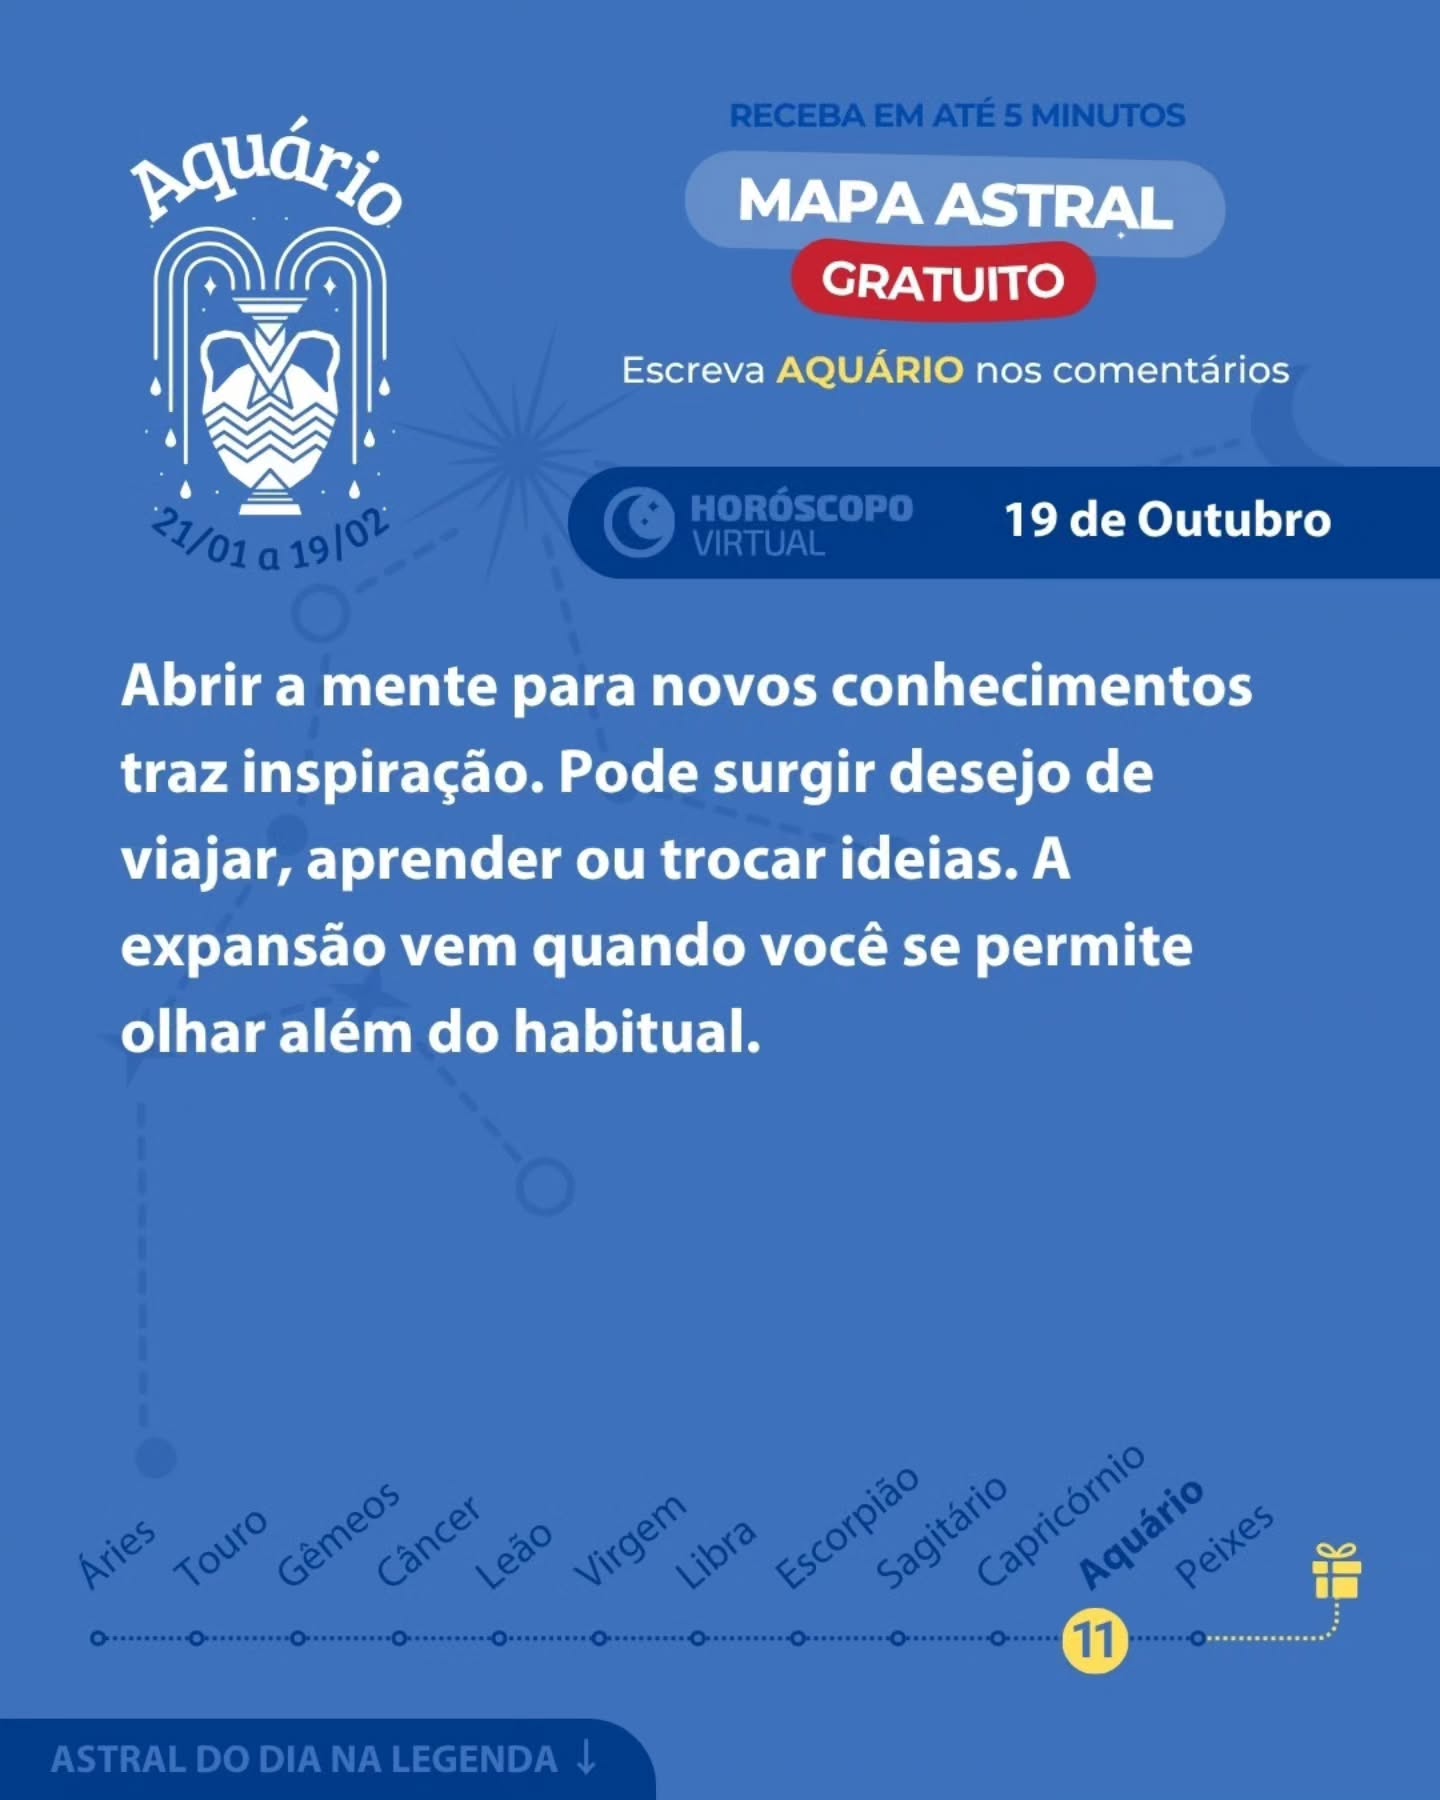 Aquário
21/01 a 19/02
RECEBA EM ATÉ 5 MINUTOS
MAPA ASTRAL
GRATUITO
Escreva AQUÁRIO nos comentários
HORÓSCOPO
VIRTUAL
19 de Outubro
Abrir a mente para novos conhecimentos
traz inspiração. Pode surgir desejo de
viajar, aprender ou trocar ideias. A
expansão vem quando você se permite
olhar além do habitual.
Áries
Touro
Gêmeos
Câncer
Leão
Virgem
Libra
Escorpião
Sagitário
Capricórnio
Aquário
Peixes
11
ASTRAL DO DIA NA LEGENDA ↓